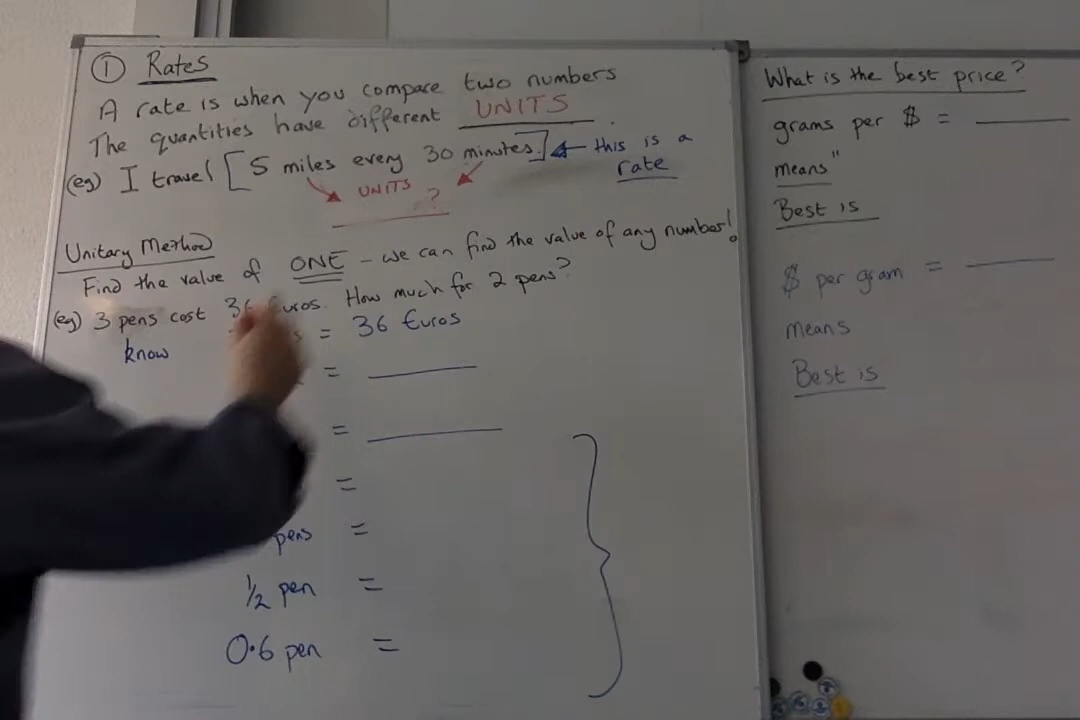 ① Rates
A rate is when you compare two numbers
The quantities have different UNITS.
(eg) I travel [5 miles every 30 minutes.] ← this is a
rate
UNITS ?
Unitary Method
Find the value of ONE - we can find the value of any number!
(eg) 3 pens cost 36 Euros. How much for 2 pens?
know = 36 €uros
=
=
=
pens =
1/2 pen =
0.6 pen =
What is the best price?
grams per $ =
means"
Best is
$ per gram =
means
Best is